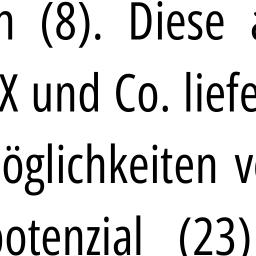 n (8). Diese a
X und Co. liefe
öglichkeiten v
potenzial (23)